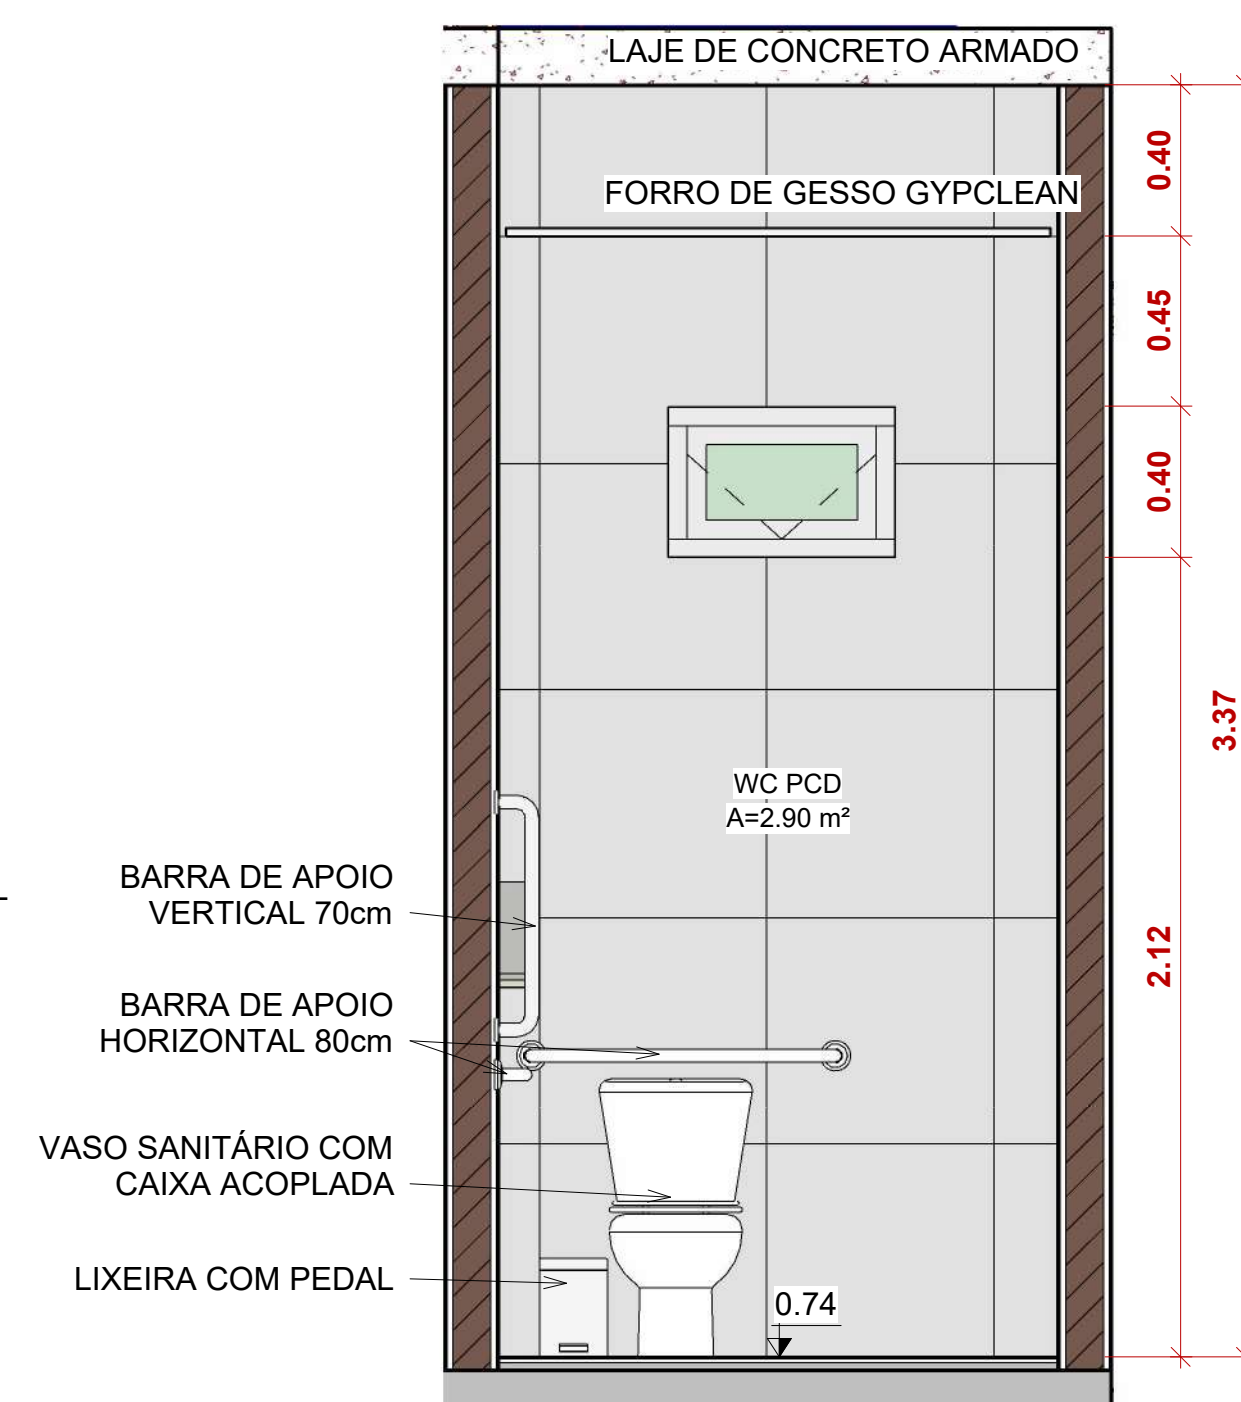 LAJE DE CONCRETO ARMADO
0.40
FORRO DE GESSO GYPCLEAN
0.45
0.40
3.37
WC PCD
A=2.90 m²
BARRA DE APOIO
VERTICAL 70cm
2.12
BARRA DE APOIO
HORIZONTAL 80cm
VASO SANITÁRIO COM
CAIXA ACOPLADA
LIXEIRA COM PEDAL
0.74